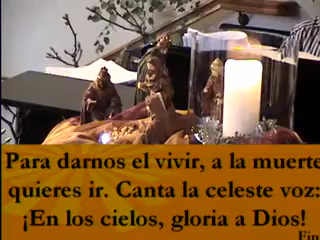 Para darnos el vivir, a la muerte
quieres ir. Canta la celeste voz:
¡En los cielos, gloria a Dios!
Fin